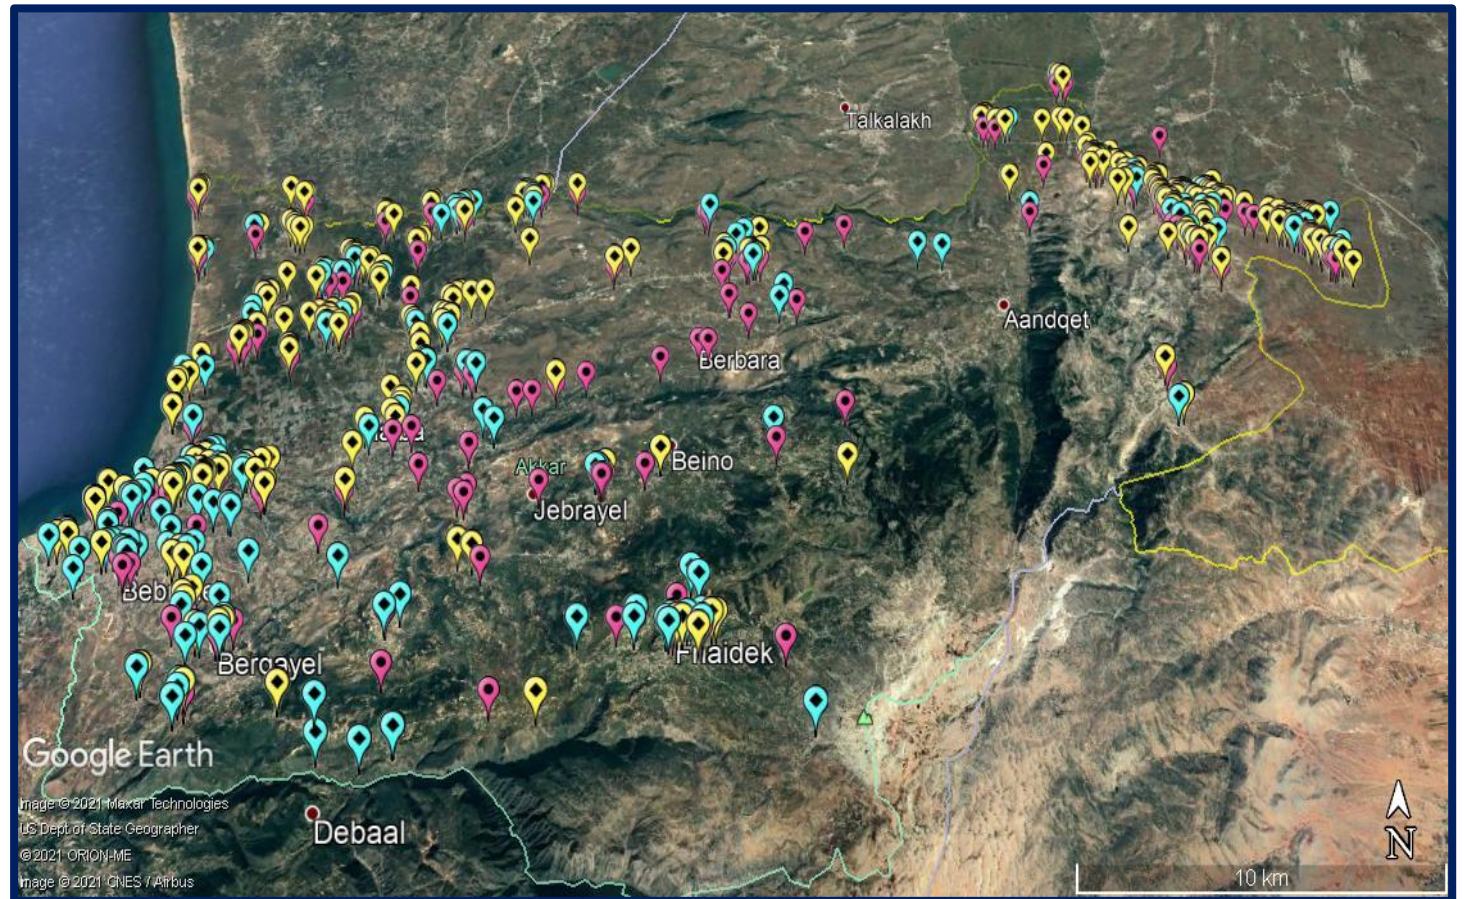 Talkalakh
Aandqet
Berbara
Beino
Akkar
Jebrayel
Fnaidek
Bergayel
Google Earth
Image © 2021 Maxar Technologies
US Dept of State Geographer
© 2021 ORION-ME
Image © 2021 CNES / Airbus
Debaal
N
10 km